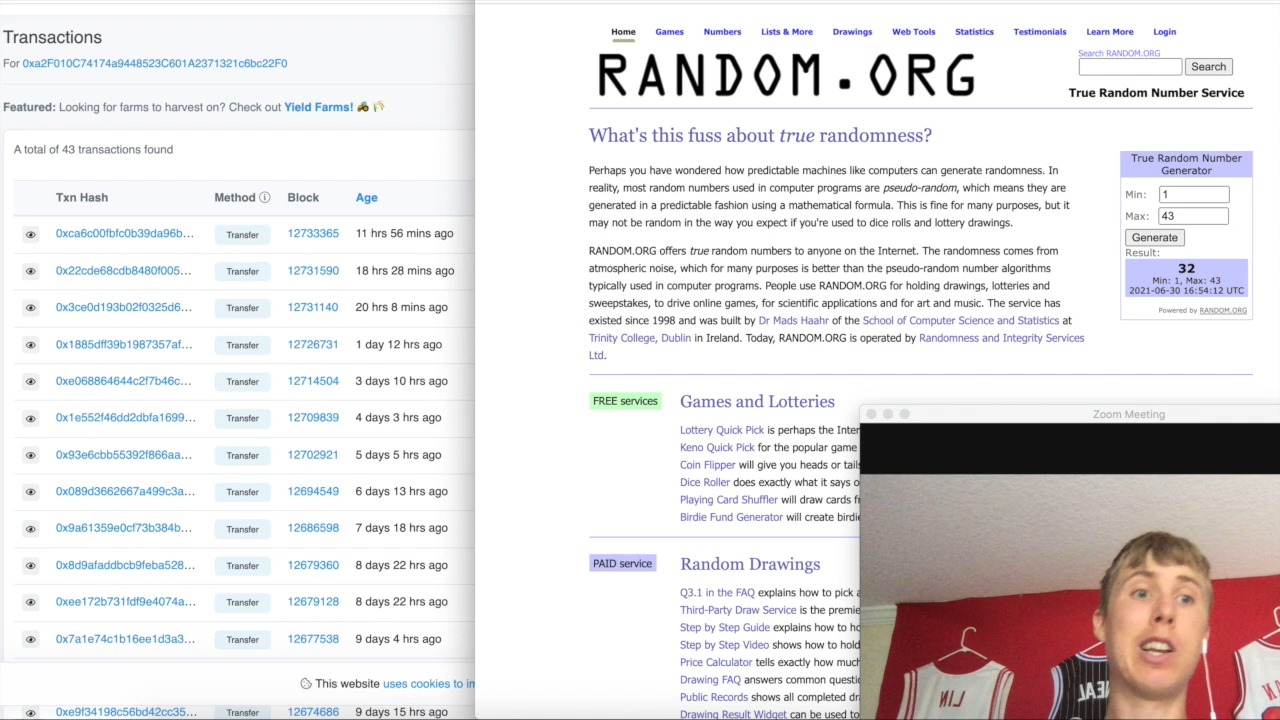 Transactions
For 0xa2F010C74174a9448523C601A2371321c6bc22F0
Featured: Looking for farms to harvest on? Check out Yield Farms!
A total of 43 transactions found
Txn Hash Method Block Age
0xca6c00fbfc0b39da96b... Transfer 12733365 11 hrs 56 mins ago
0x22cde68cdb8480f005... Transfer 12731590 18 hrs 28 mins ago
0x3ce0d193b02f0325d6... Transfer 12731140 20 hrs 8 mins ago
0x1885dff39b1987357af... Transfer 12726731 1 day 12 hrs ago
0xe068864644c2f7b46c... Transfer 12714504 3 days 10 hrs ago
0x1e552f46dd2dbfa1699... Transfer 12709839 4 days 3 hrs ago
0x93e6cbb55392f866aa... Transfer 12702921 5 days 5 hrs ago
0x089d3662667a499c3a... Transfer 12694549 6 days 13 hrs ago
0x9a61359e0cf73b384b... Transfer 12686598 7 days 18 hrs ago
0x8d9afaddbcb9feba528... Transfer 12679360 8 days 22 hrs ago
0xee172b731fdf9e4074a... Transfer 12679128 8 days 22 hrs ago
0x7a1e74c1b16ee1d3a3... Transfer 12677538 9 days 4 hrs ago
This website uses cookies to im
0xe9f34198c56bd42cc35... Transfer 12674686 9 days 15 hrs ago
Home Games Numbers Lists & More Drawings Web Tools Statistics Testimonials Learn More Login
RANDOM.ORG
Search RANDOM.ORG
Search
True Random Number Service
What's this fuss about true randomness?
Perhaps you have wondered how predictable machines like computers can generate randomness. In
reality, most random numbers used in computer programs are pseudo-random, which means they are
generated in a predictable fashion using a mathematical formula. This is fine for many purposes, but it
may not be random in the way you expect if you're used to dice rolls and lottery drawings.
RANDOM.ORG offers true random numbers to anyone on the Internet. The randomness comes from
atmospheric noise, which for many purposes is better than the pseudo-random number algorithms
typically used in computer programs. People use RANDOM.ORG for holding drawings, lotteries and
sweepstakes, to drive online games, for scientific applications and for art and music. The service has
existed since 1998 and was built by Dr Mads Haahr of the School of Computer Science and Statistics at
Trinity College, Dublin in Ireland. Today, RANDOM.ORG is operated by Randomness and Integrity Services
Ltd.
True Random Number
Generator
Min: 1
Max: 43
Generate
Result:
32
Min: 1, Max: 43
2021-06-30 16:54:12 UTC
Powered by RANDOM.ORG
FREE services
Games and Lotteries
Lottery Quick Pick is perhaps the Inter
Keno Quick Pick for the popular game
Coin Flipper will give you heads or tails
Dice Roller does exactly what it says o
Playing Card Shuffler will draw cards fr
Birdie Fund Generator will create birdie
PAID service
Random Drawings
Q3.1 in the FAQ explains how to pick a
Third-Party Draw Service is the premie
Step by Step Guide explains how to ho
Step by Step Video shows how to hold
Price Calculator tells exactly how much
Drawing FAQ answers common questio
Public Records shows all completed dr
Drawing Result Widget can be used to
Zoom Meeting
LIN